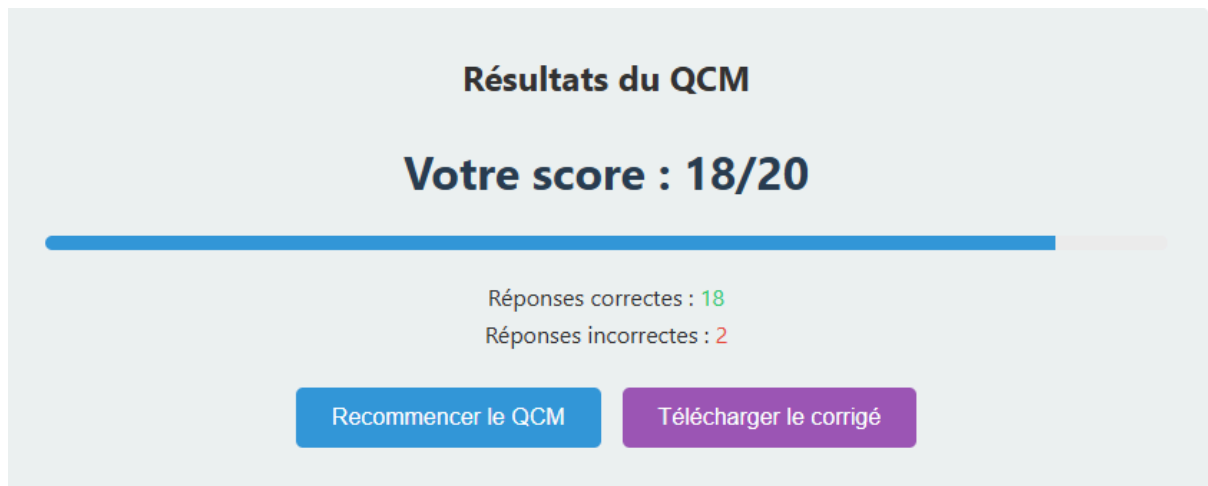 Résultats du QCM
Votre score : 18/20
Réponses correctes : 18
Réponses incorrectes : 2
Recommencer le QCM
Télécharger le corrigé